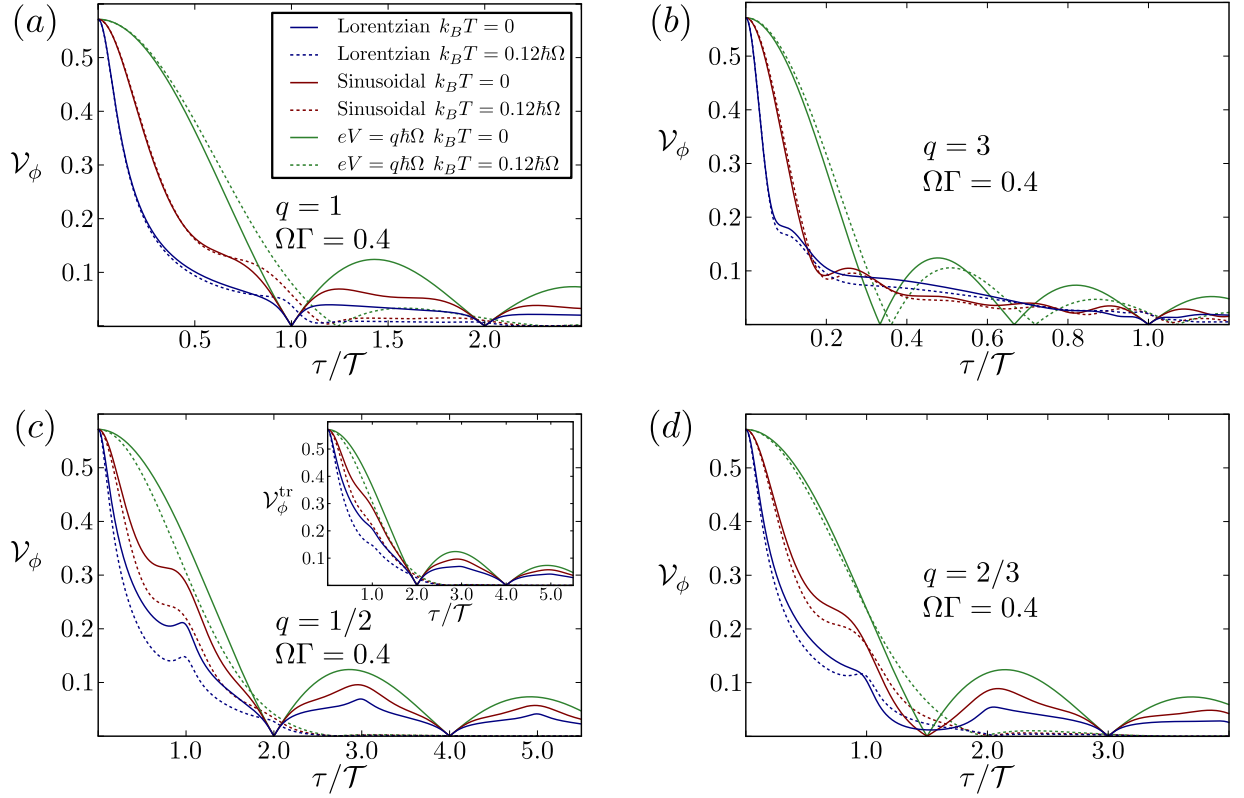 (a)
0.5
0.4
0.3
0.2
0.1
𝒱_ϕ
Lorentzian k_BT = 0
Lorentzian k_BT = 0.12ℏΩ
Sinusoidal k_BT = 0
Sinusoidal k_BT = 0.12ℏΩ
eV = qℏΩ k_BT = 0
eV = qℏΩ k_BT = 0.12ℏΩ
q = 1
ΩΓ = 0.4
0.5 1.0 1.5 2.0
τ/𝒯
(b)
0.5
0.4
0.3
0.2
0.1
𝒱_ϕ
q = 3
ΩΓ = 0.4
0.2 0.4 0.6 0.8 1.0
τ/𝒯
(c)
0.5
0.4
0.3
0.2
0.1
𝒱_ϕ
0.5
0.4
0.3
0.2
0.1
𝒱_ϕ^tr
1.0 2.0 3.0 4.0 5.0
τ/𝒯
q = 1/2
ΩΓ = 0.4
1.0 2.0 3.0 4.0 5.0
τ/𝒯
(d)
0.5
0.4
0.3
0.2
0.1
𝒱_ϕ
q = 2/3
ΩΓ = 0.4
1.0 2.0 3.0
τ/𝒯